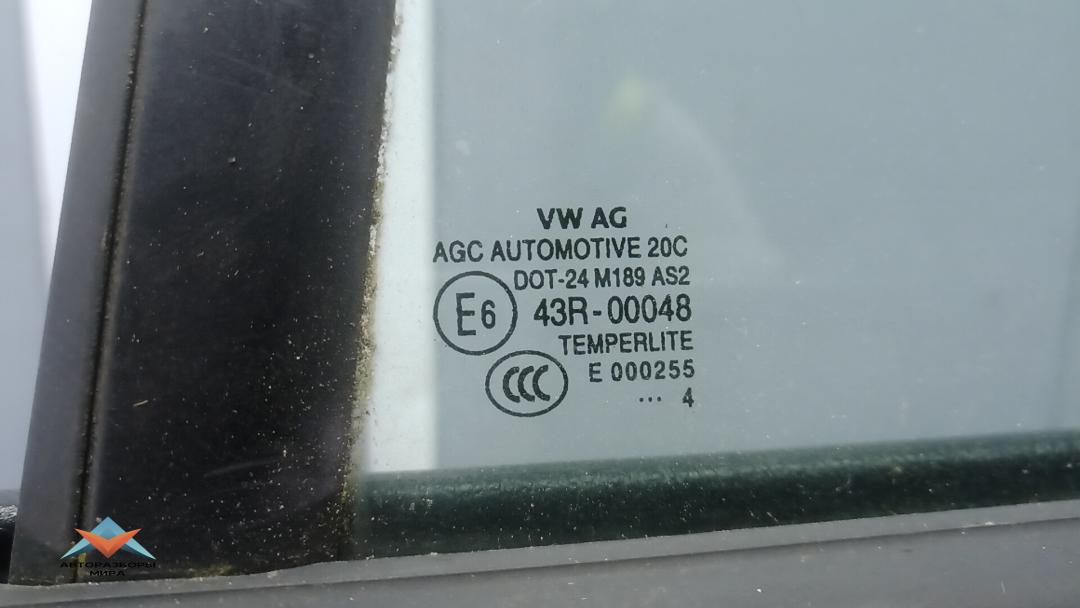 VW AG
AGC AUTOMOTIVE 20C
DOT-24 M189 AS2
E6 43R-00048
TEMPERLITE
CCC E 000255
... 4
АВТОРАЗБОРЫ
МИРА